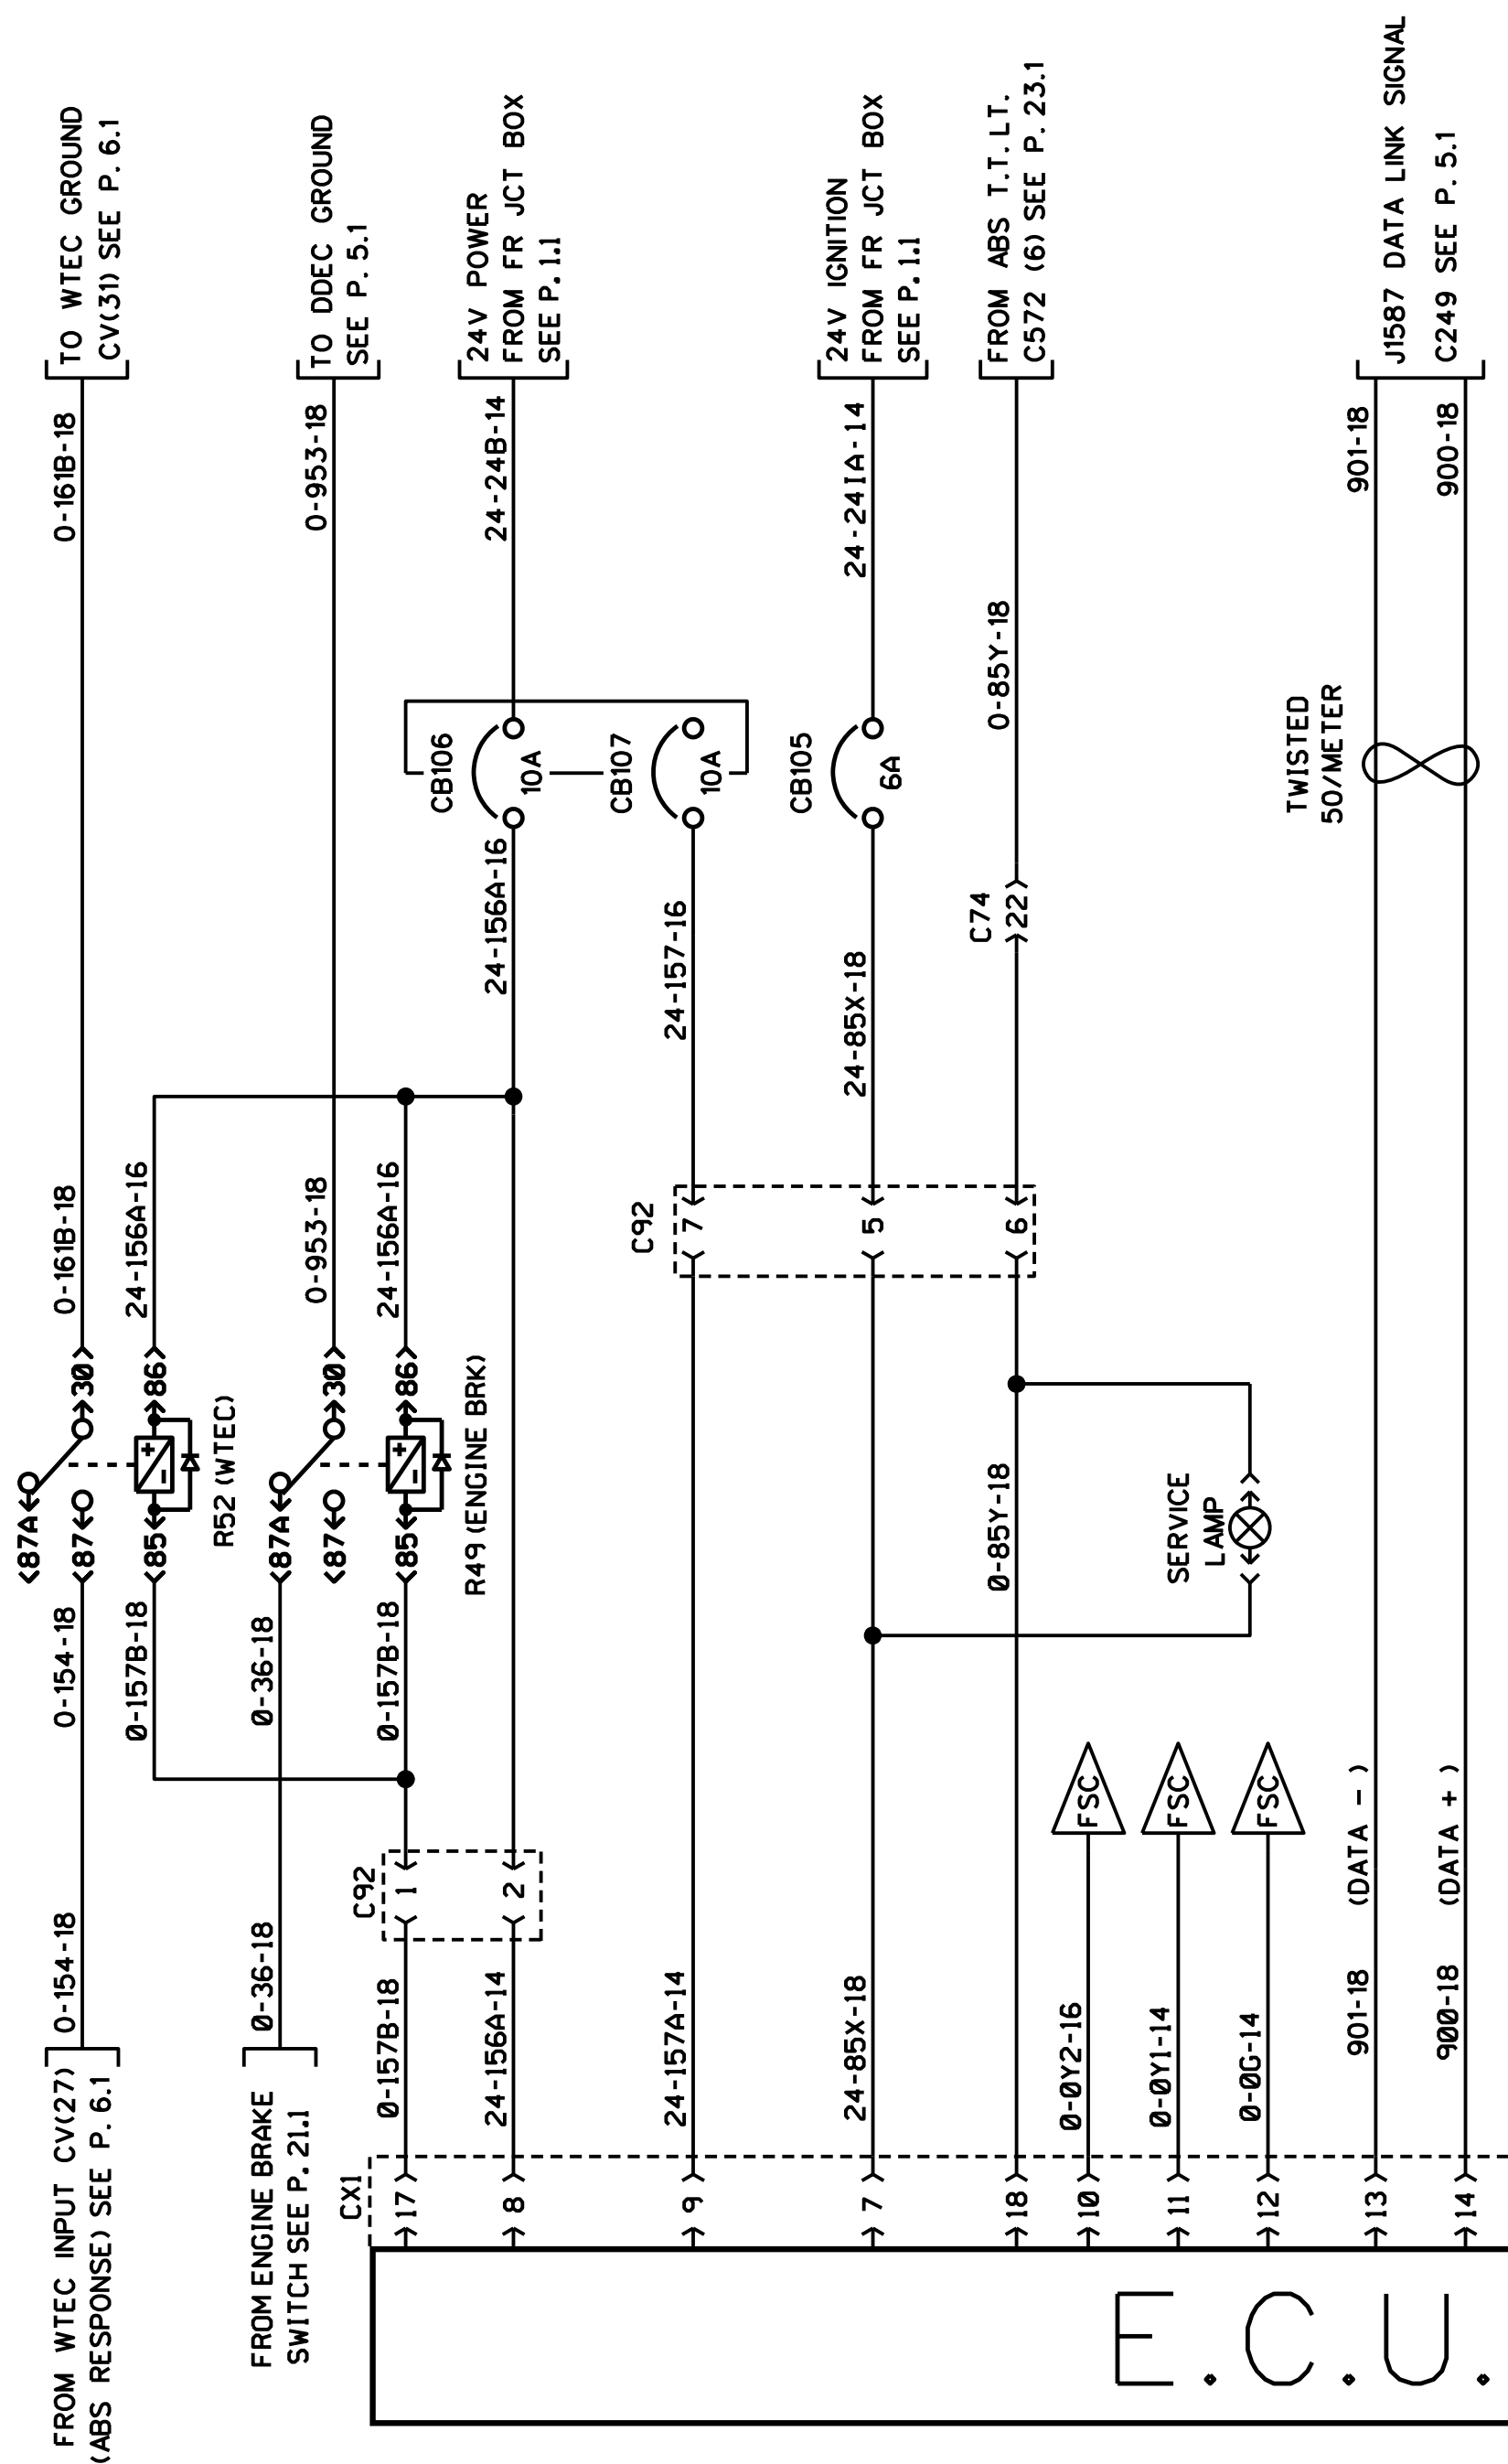 FROM WTEC INPUT CV(27)
(ABS RESPONSE) SEE P. 6.1
0-154-18
0-154-18
<87A
<87
30>
0-161B-18
0-161B-18
TO WTEC GROUND
CV(31) SEE P. 6.1
0-157B-18
<85
+
-
86>
24-156A-16
R52 (WTEC)
FROM ENGINE BRAKE
SWITCH SEE P. 21.1
0-36-18
0-36-18
<87A
<87
30>
0-953-18
0-953-18
TO DDEC GROUND
SEE P. 5.1
CX1
17
0-157B-18
C92
1
0-157B-18
<85
+
-
86>
24-156A-16
R49 (ENGINE BRK)
8
24-156A-14
2
24-156A-16
CB106
10A
24-24B-14
24V POWER
FROM FR JCT BOX
SEE P. 1.1
9
24-157A-14
C92
7
24-157-16
CB107
10A
7
24-85X-18
5
24-85X-18
CB105
6A
24-24IA-14
24V IGNITION
FROM FR JCT BOX
SEE P. 1.1
18
0-85Y-18
6
C74
22
0-85Y-18
FROM ABS T.T.LT.
C572 (6) SEE P. 23.1
10
0-0Y2-16
FSC
11
0-0Y1-14
FSC
SERVICE
LAMP
12
0-0G-14
FSC
TWISTED
50/METER
13
901-18
(DATA - )
901-18
J1587 DATA LINK SIGNAL
14
900-18
(DATA + )
900-18
C249 SEE P. 5.1
E.C.U.